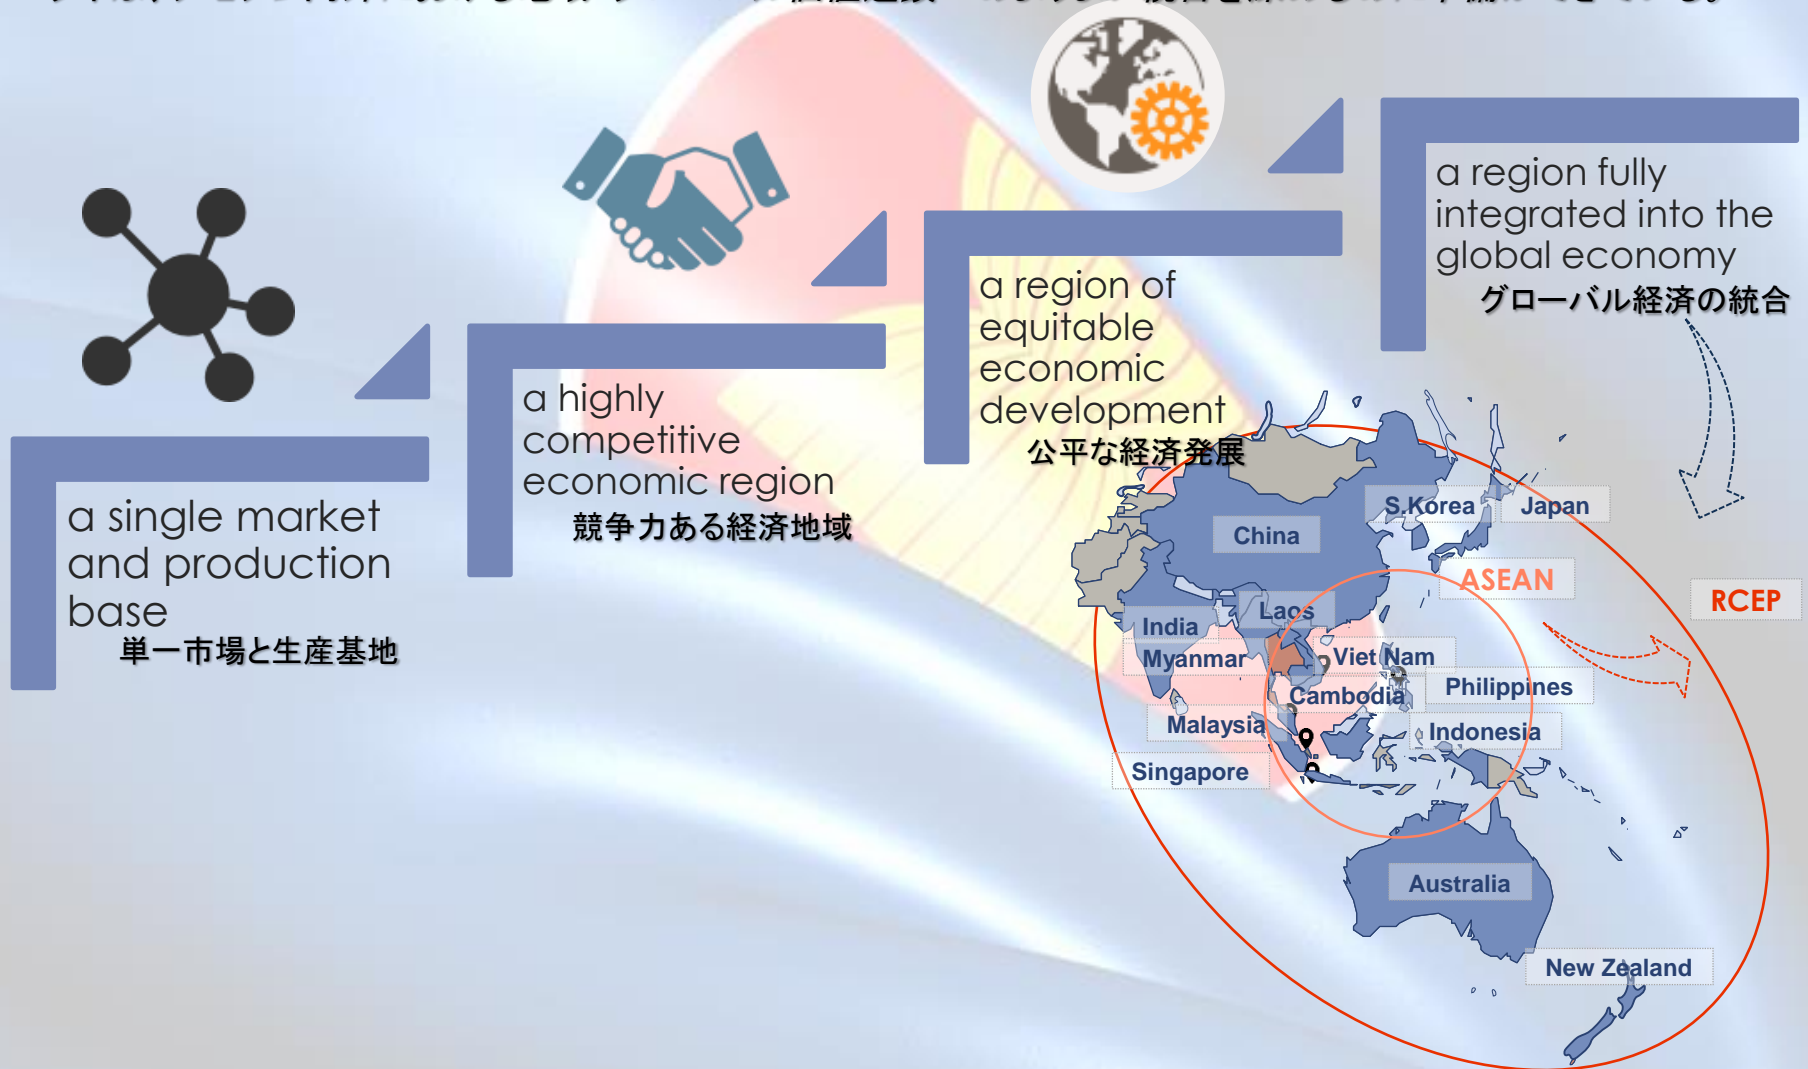 a single market
and production
base
単一市場と生産基地
a highly
competitive
economic region
競争力ある経済地域
a region of
equitable
economic
development
公平な経済発展
a region fully
integrated into the
global economy
グローバル経済の統合
S.Korea
Japan
China
ASEAN
RCEP
Laos
India
Myanmar
Viet Nam
Cambodia
Philippines
Malaysia
Indonesia
Singapore
Australia
New Zealand